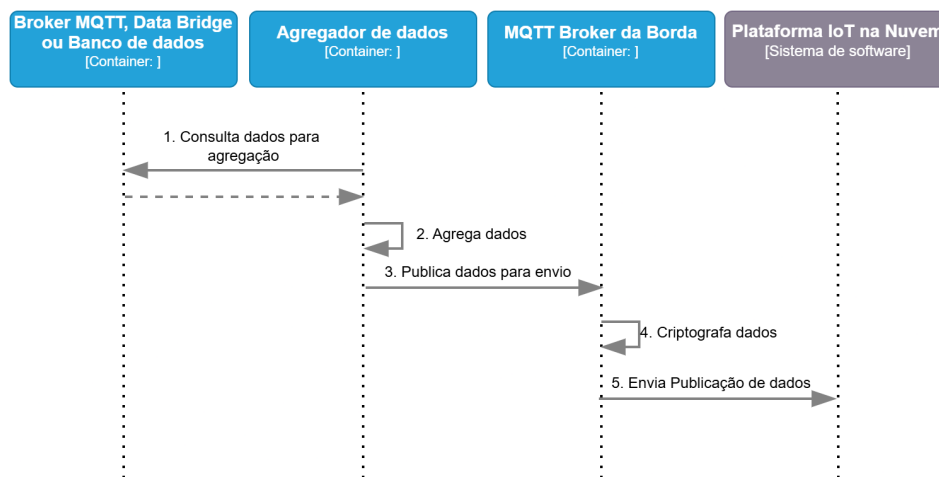 Broker MQTT, Data Bridge
ou Banco de dados
[Container: ]
Agregador de dados
[Container: ]
MQTT Broker da Borda
[Container: ]
Plataforma IoT na Nuvem
[Sistema de software]
1. Consulta dados para
agregação
2. Agrega dados
3. Publica dados para envio
4. Criptografa dados
5. Envia Publicação de dados